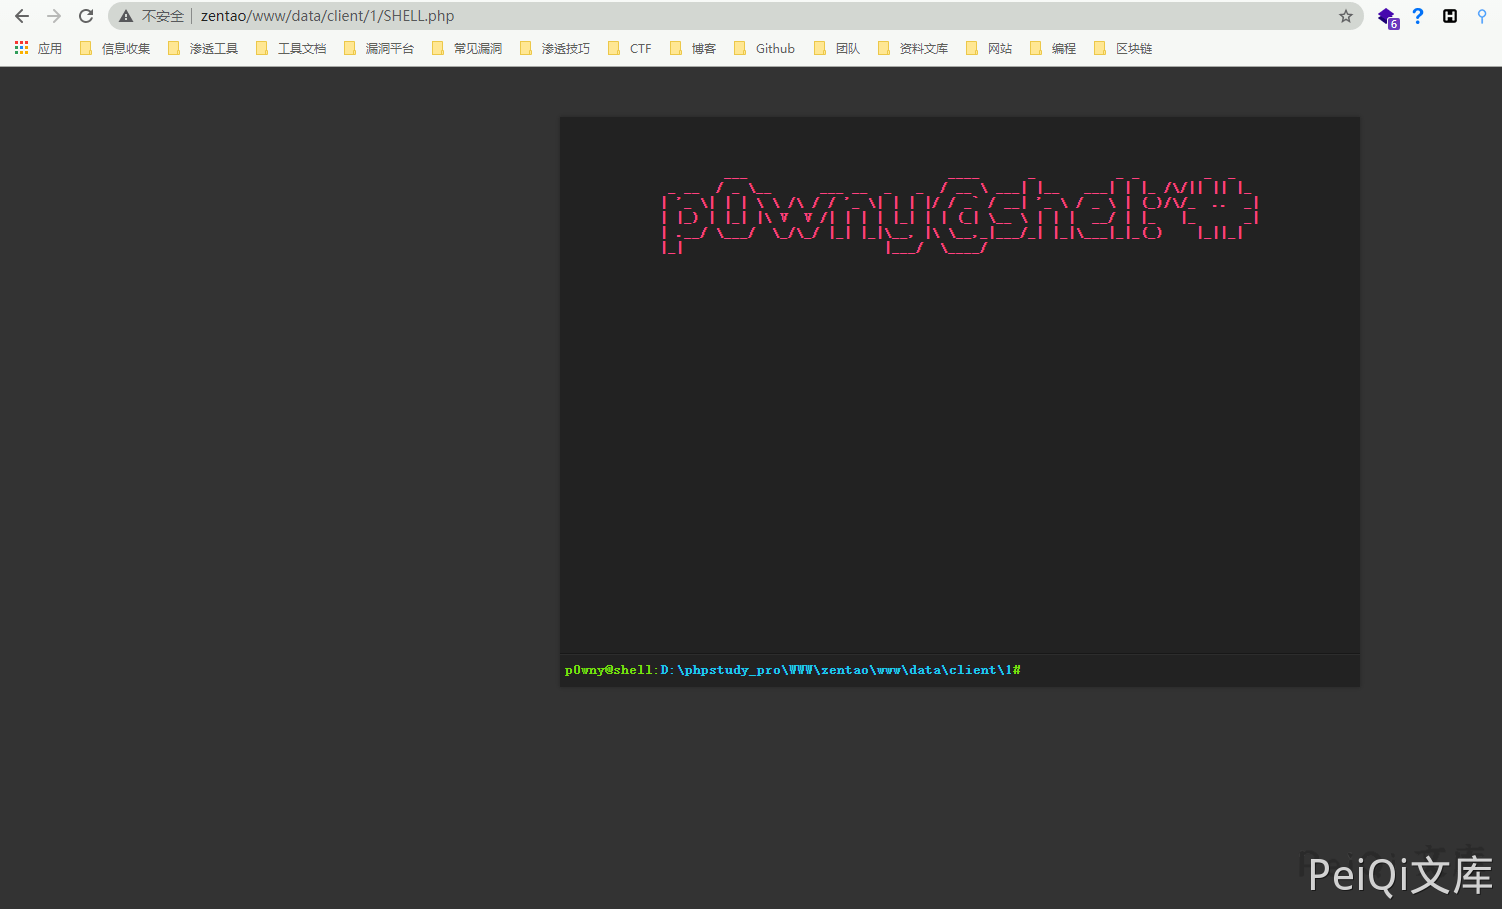 不安全 zentao/www/data/client/1/SHELL.php
6
应用 信息收集 渗透工具 工具文档 漏洞平台 常见漏洞 渗透技巧 CTF 博客 Github 团队 资料文库 网站 编程 区块链
p0wny@shell:~#
p0wny@shell:D:\phpstudy_pro\WWW\zentao\www\data\client\1#
PeiQi文库